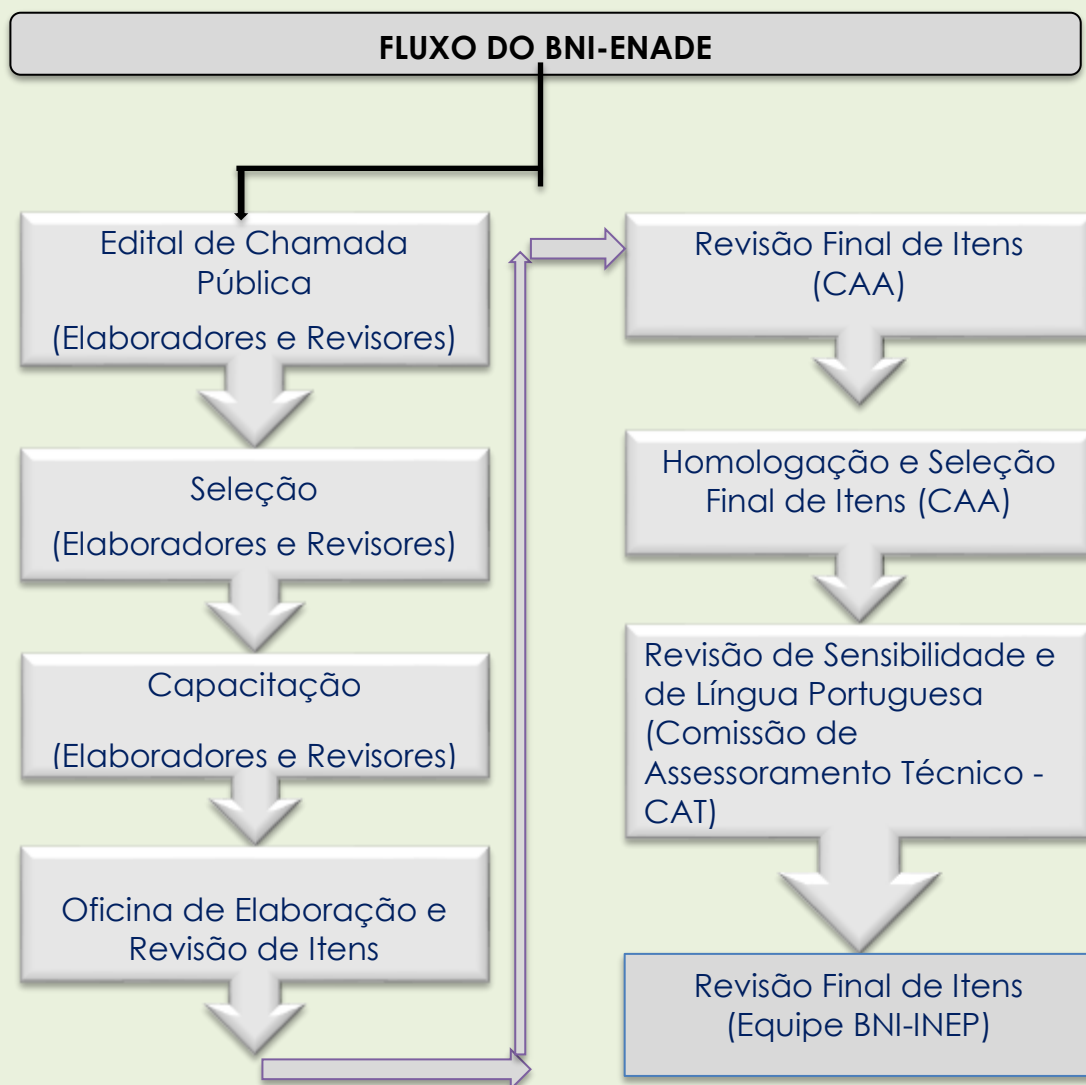 FLUXO DO BNI-ENADE
Edital de Chamada
Pública
(Elaboradores e Revisores)
Seleção
(Elaboradores e Revisores)
Capacitação
(Elaboradores e Revisores)
Oficina de Elaboração e
Revisão de Itens
Revisão Final de Itens
(CAA)
Homologação e Seleção
Final de Itens (CAA)
Revisão de Sensibilidade e
de Língua Portuguesa
(Comissão de
Assessoramento Técnico -
CAT)
Revisão Final de Itens
(Equipe BNI-INEP)